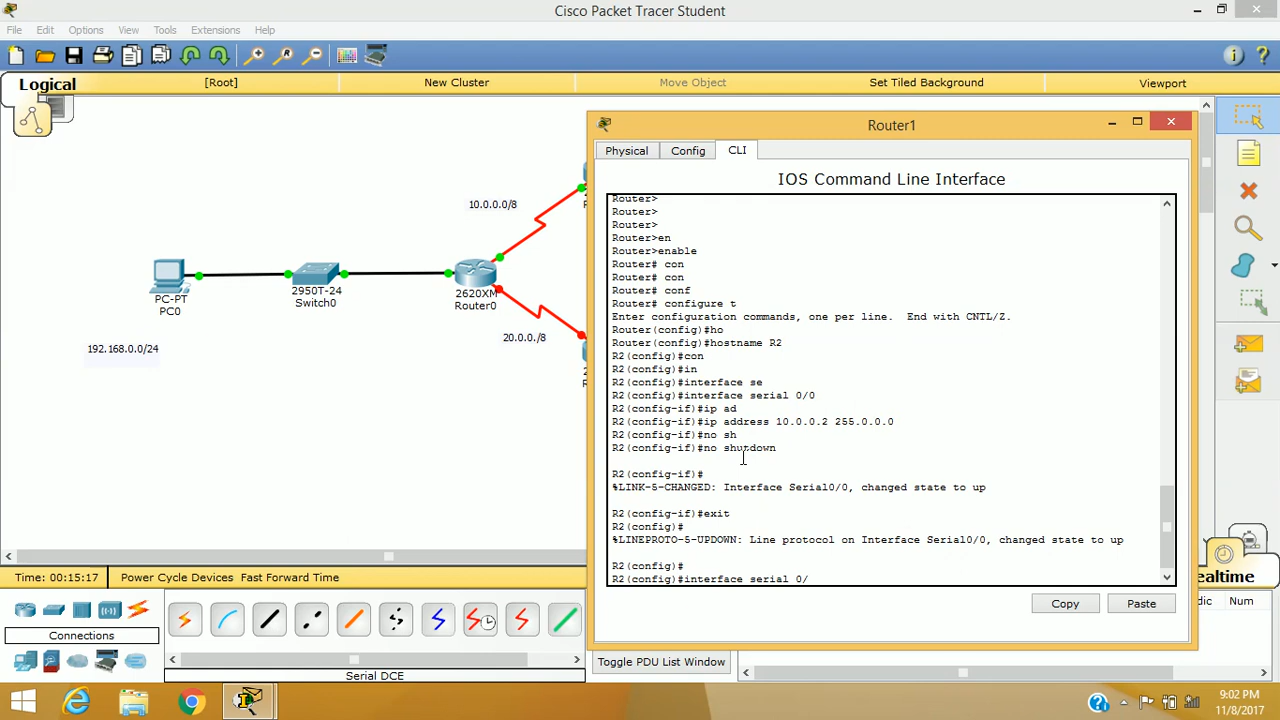 Cisco Packet Tracer Student
File Edit Options View Tools Extensions Help
Logical
[Root]
New Cluster
Move Object
Set Tiled Background
Viewport
10.0.0.0/8
PC-PT
PC0
2950T-24
Switch0
2620XM
Router0
192.168.0.0/24
20.0.0./8
Router1
Physical Config CLI
IOS Command Line Interface
Router>
Router>
Router>
Router>en
Router>enable
Router# con
Router# con
Router# conf
Router# configure t
Enter configuration commands, one per line. End with CNTL/Z.
Router(config)#ho
Router(config)#hostname R2
R2(config)#con
R2(config)#in
R2(config)#interface se
R2(config)#interface serial 0/0
R2(config-if)#ip ad
R2(config-if)#ip address 10.0.0.2 255.0.0.0
R2(config-if)#no sh
R2(config-if)#no shutdown
R2(config-if)#
%LINK-5-CHANGED: Interface Serial0/0, changed state to up
R2(config-if)#exit
R2(config)#
%LINEPROTO-5-UPDOWN: Line protocol on Interface Serial0/0, changed state to up
R2(config)#
R2(config)#interface serial 0/
Copy
Paste
Time: 00:15:17
Power Cycle Devices Fast Forward Time
ealtime
Connections
Serial DCE
Toggle PDU List Window
dic Num
9:02 PM
11/8/2017